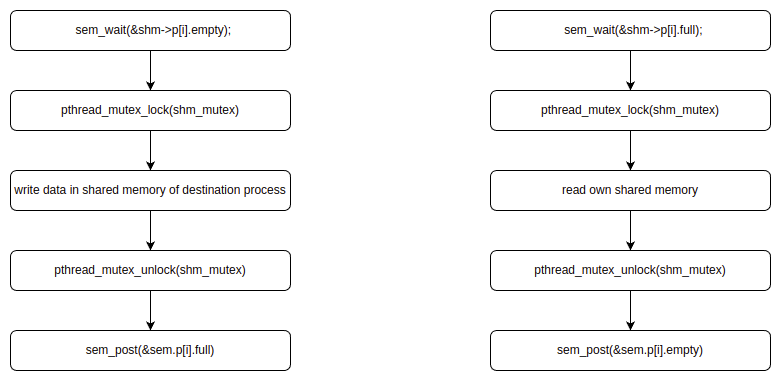 sem_wait(&shm->p[i].empty);
pthread_mutex_lock(shm_mutex)
write data in shared memory of destination process
pthread_mutex_unlock(shm_mutex)
sem_post(&sem.p[i].full)
sem_wait(&shm->p[i].full);
pthread_mutex_lock(shm_mutex)
read own shared memory
pthread_mutex_unlock(shm_mutex)
sem_post(&sem.p[i].empty)